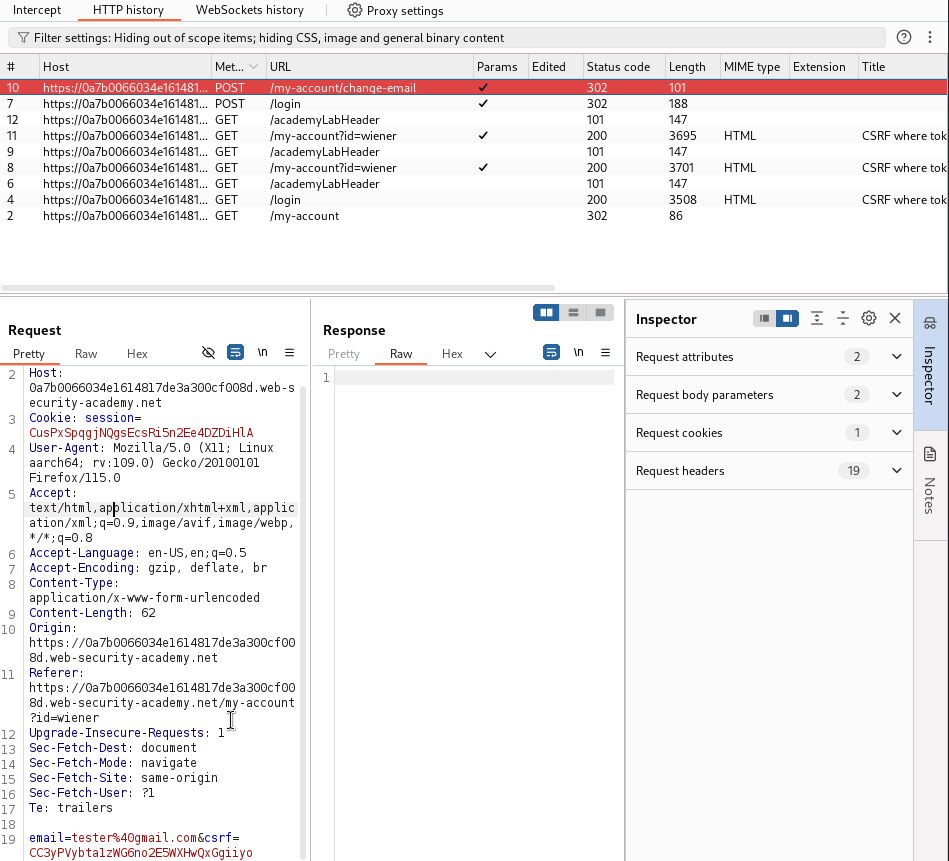 Intercept HTTP history WebSockets history Proxy settings
Filter settings: Hiding out of scope items; hiding CSS, image and general binary content
# Host Met... URL Params Edited Status code Length MIME type Extension Title
10 https://0a7b0066034e161481... POST /my-account/change-email ✓ 302 101
7 https://0a7b0066034e161481... POST /login ✓ 302 188
12 https://0a7b0066034e161481... GET /academyLabHeader 101 147
11 https://0a7b0066034e161481... GET /my-account?id=wiener ✓ 200 3695 HTML CSRF where tok
9 https://0a7b0066034e161481... GET /academyLabHeader 101 147
8 https://0a7b0066034e161481... GET /my-account?id=wiener ✓ 200 3701 HTML CSRF where tok
6 https://0a7b0066034e161481... GET /academyLabHeader 101 147
4 https://0a7b0066034e161481... GET /login 200 3508 HTML CSRF where tok
2 https://0a7b0066034e161481... GET /my-account 302 86
Request
Pretty Raw Hex \n
2 Host:
0a7b0066034e1614817de3a300cf008d.web-s
ecurity-academy.net
3 Cookie: session=
CusPxSpqgjNQgsEcsRi5n2Ee4DZDiHlA
4 User-Agent: Mozilla/5.0 (X11; Linux
aarch64; rv:109.0) Gecko/20100101
Firefox/115.0
5 Accept:
text/html,application/xhtml+xml,applic
ation/xml;q=0.9,image/avif,image/webp,
*/*;q=0.8
6 Accept-Language: en-US,en;q=0.5
7 Accept-Encoding: gzip, deflate, br
8 Content-Type:
application/x-www-form-urlencoded
9 Content-Length: 62
10 Origin:
https://0a7b0066034e1614817de3a300cf00
8d.web-security-academy.net
11 Referer:
https://0a7b0066034e1614817de3a300cf00
8d.web-security-academy.net/my-account
?id=wiener
12 Upgrade-Insecure-Requests: 1
13 Sec-Fetch-Dest: document
14 Sec-Fetch-Mode: navigate
15 Sec-Fetch-Site: same-origin
16 Sec-Fetch-User: ?1
17 Te: trailers
18
19 email=tester%40gmail.com&csrf=
CC3yPVybta1zWG6no2E5WXHwQxGgiiyo
Response
Pretty Raw Hex \n
1
Inspector
Request attributes 2
Request body parameters 2
Request cookies 1
Request headers 19
Inspector
Notes